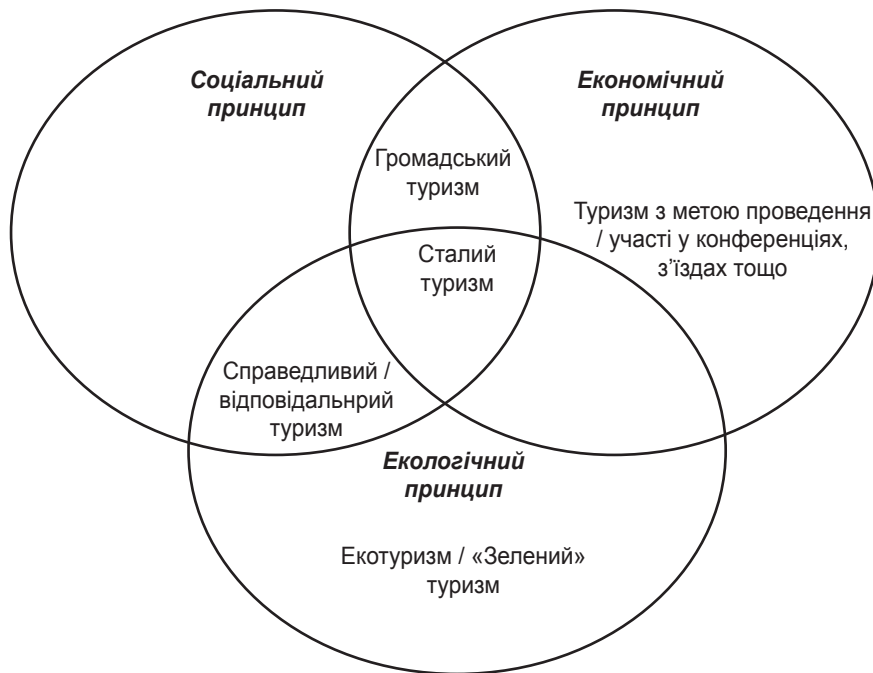 Соціальний
принцип
Економічний
принцип
Громадський
туризм
Туризм з метою проведення
/ участі у конференціях,
з’їздах тощо
Сталий
туризм
Справедливий /
відповідальнрий
туризм
Екологічний
принцип
Екотуризм / «Зелений»
туризм